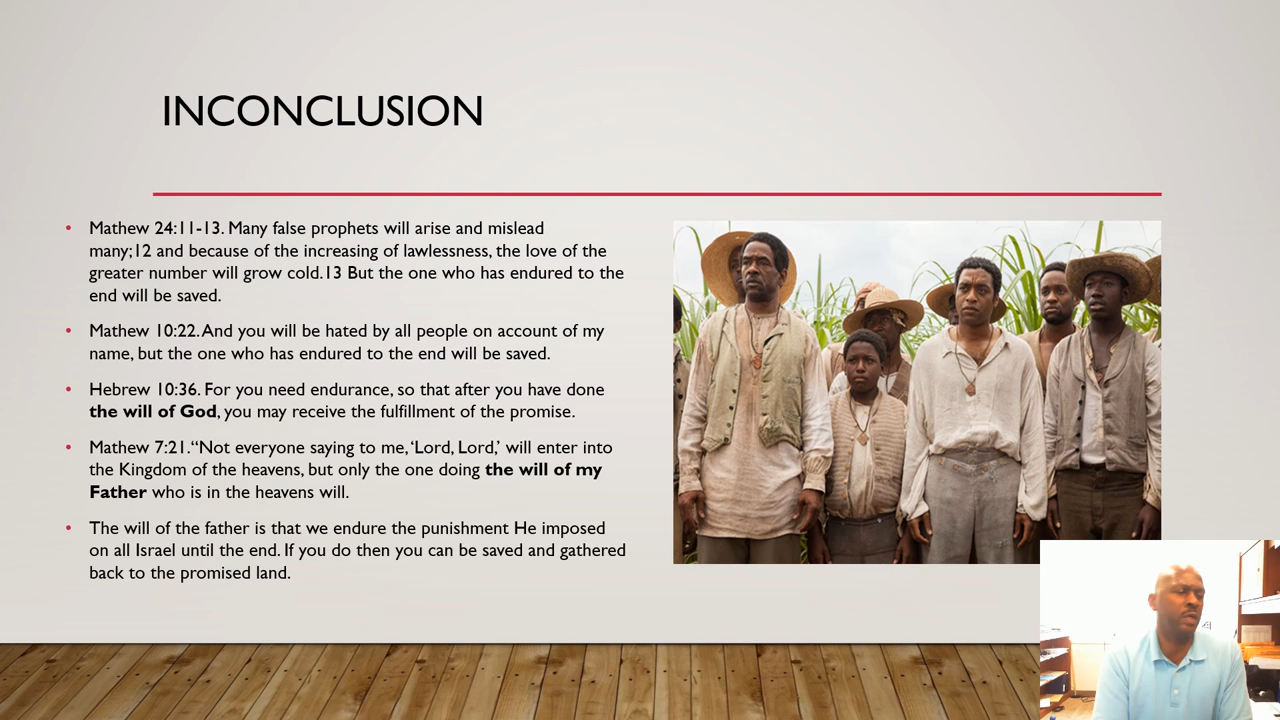 INCONCLUSION
• Mathew 24:11-13. Many false prophets will arise and mislead
many;12 and because of the increasing of lawlessness, the love of the
greater number will grow cold.13 But the one who has endured to the
end will be saved.
• Mathew 10:22. And you will be hated by all people on account of my
name, but the one who has endured to the end will be saved.
• Hebrew 10:36. For you need endurance, so that after you have done
the will of God, you may receive the fulfillment of the promise.
• Mathew 7:21.“Not everyone saying to me, ‘Lord, Lord,’ will enter into
the Kingdom of the heavens, but only the one doing the will of my
Father who is in the heavens will.
• The will of the father is that we endure the punishment He imposed
on all Israel until the end. If you do then you can be saved and gathered
back to the promised land.